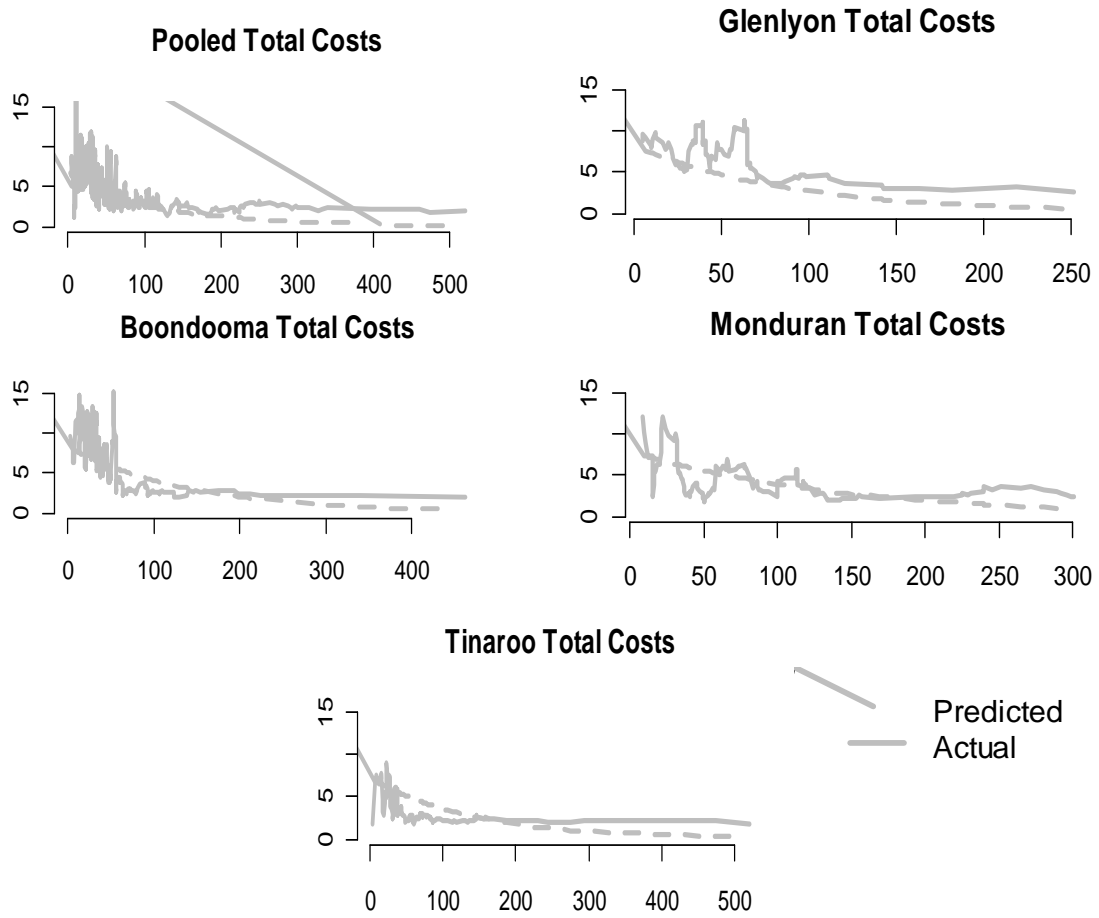 Pooled Total Costs
15
5
0
0 100 200 300 400 500
Glenlyon Total Costs
15
5
0
0 50 100 150 200 250
Boondooma Total Costs
15
5
0
0 100 200 300 400
Monduran Total Costs
15
5
0
0 50 100 150 200 250 300
Tinaroo Total Costs
15
5
0
0 100 200 300 400 500
Predicted
Actual